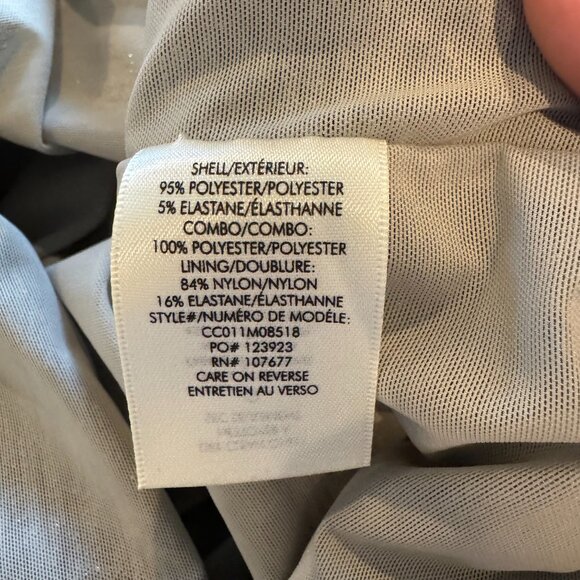 SHELL/EXTÉRIEUR:
95% POLYESTER/POLYESTER
5% ELASTANE/ÉLASTHANNE
COMBO/COMBO:
100% POLYESTER/POLYESTER
LINING/DOUBLURE:
84% NYLON/NYLON
16% ELASTANE/ÉLASTHANNE
STYLE#/NUMÉRO DE MODÉLE:
CC011M08518
PO# 123923
RN# 107677
CARE ON REVERSE
ENTRETIEN AU VERSO